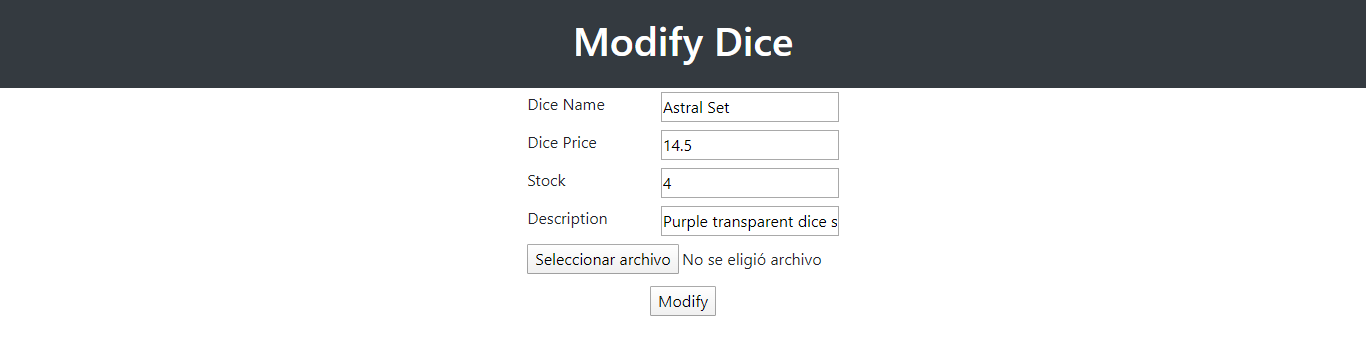 Modify Dice
Dice Name Astral Set
Dice Price 14.5
Stock 4
Description Purple transparent dice s
Seleccionar archivo No se eligió archivo
Modify